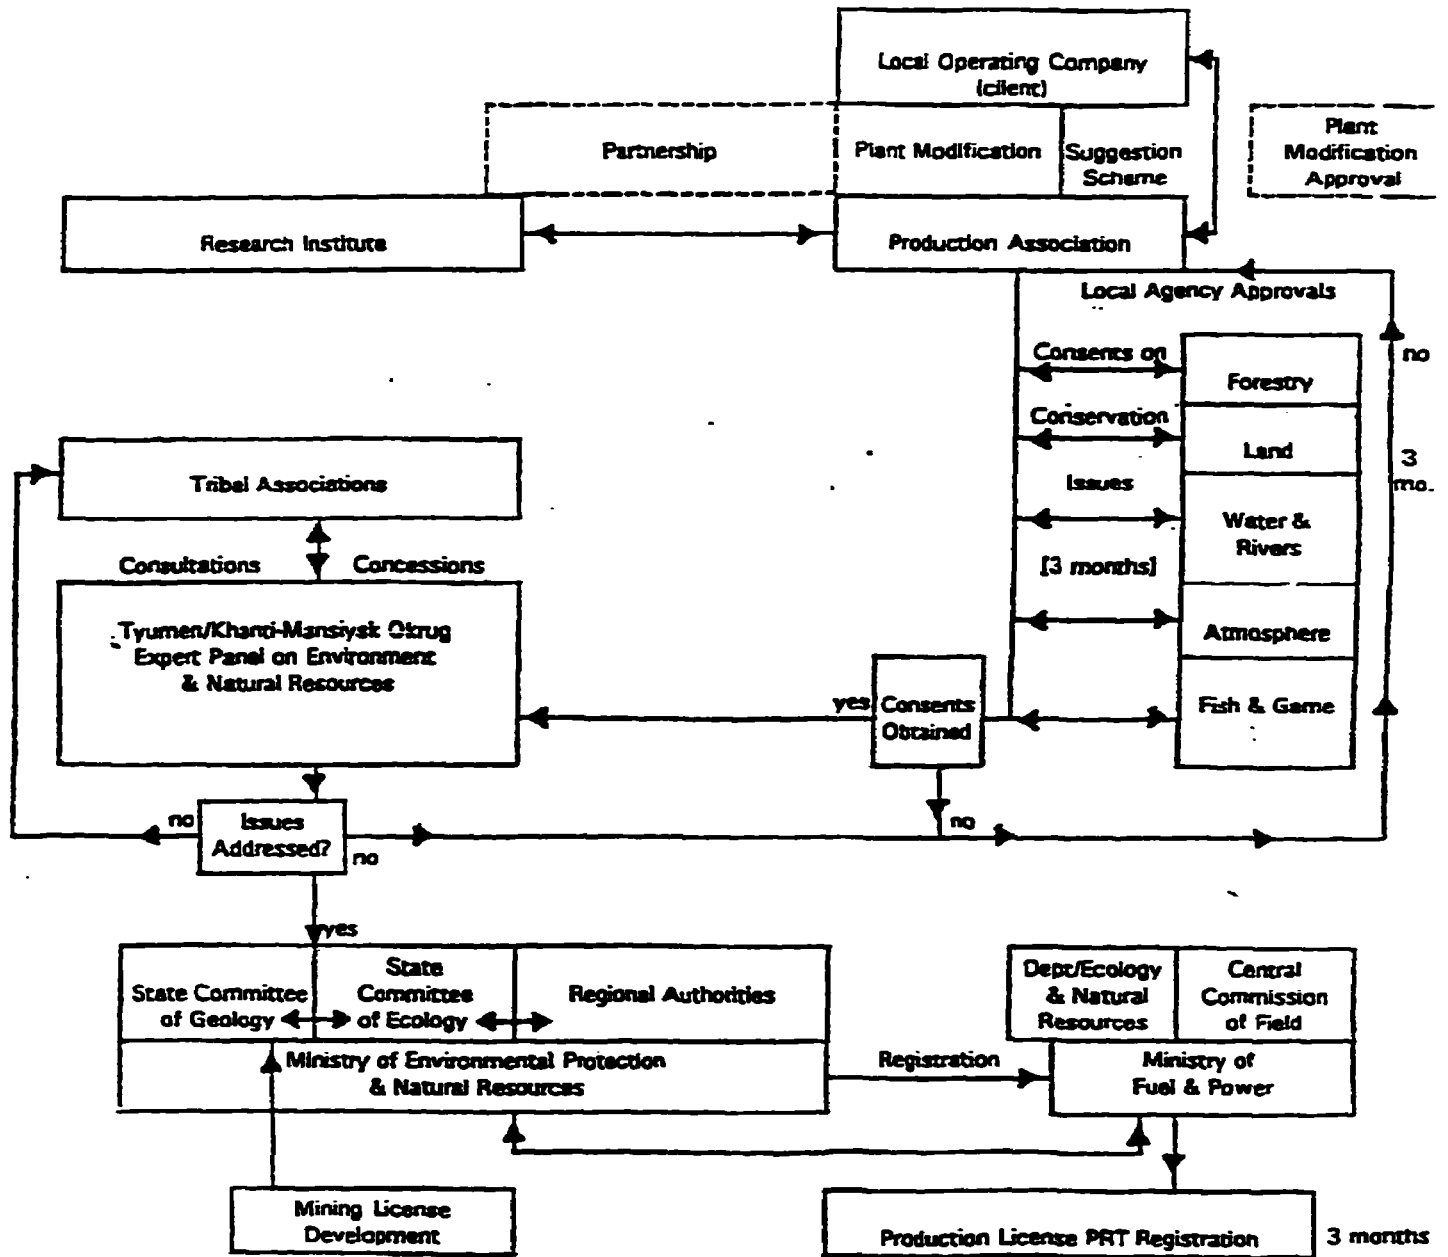 Local Operating Company
(client)
Partnership
Plant Modification
Suggestion
Scheme
Plant
Modification
Approval
Research Institute
Production Association
Local Agency Approvals
Consents on
Forestry
no
Conservation
Land
3
mo.
Issues
Water &
Rivers
[3 months]
Atmosphere
Fish & Game
Tribal Associations
Consultations
Concessions
Tyumen/Khanti-Mansiysk Okrug
Expert Panel on Environment
& Natural Resources
yes
Consents
Obtained
no
no
Issues
Addressed?
no
yes
State Committee
of Geology
State
Committee
of Ecology
Regional Authorities
Dept/Ecology
& Natural
Resources
Central
Commission
of Field
Ministry of Environmental Protection
& Natural Resources
Registration
Ministry of
Fuel & Power
Mining License
Development
Production License PRT Registration
3 months